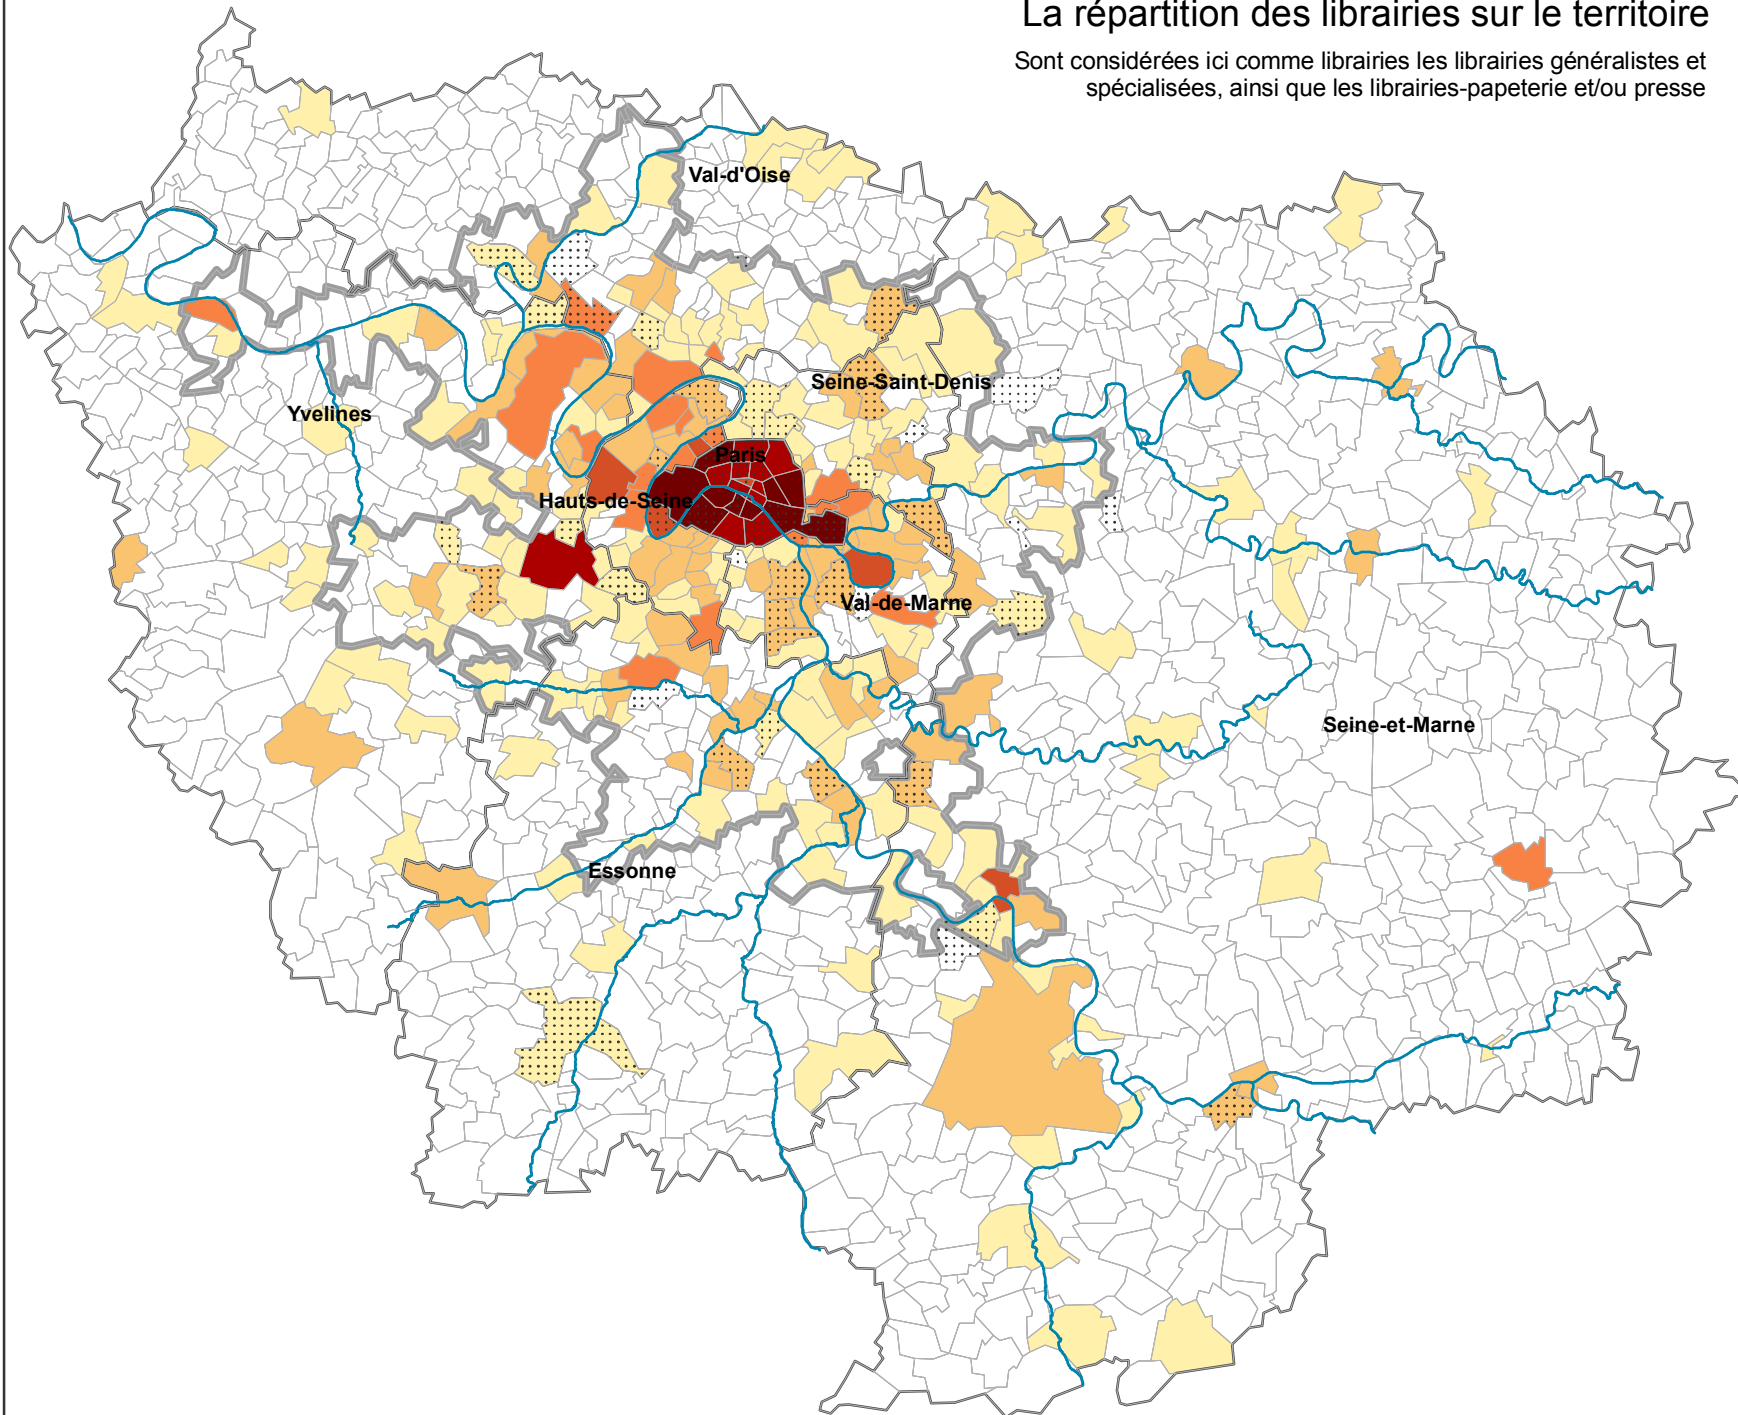 La répartition des librairies sur le territoire
Sont considérées ici comme librairies les librairies généralistes et
spécialisées, ainsi que les librairies-papeterie et/ou presse
Val-d'Oise
Seine-Saint-Denis
Yvelines
Paris
Hauts-de-Seine
Val-de-Marne
Seine-et-Marne
Essonne